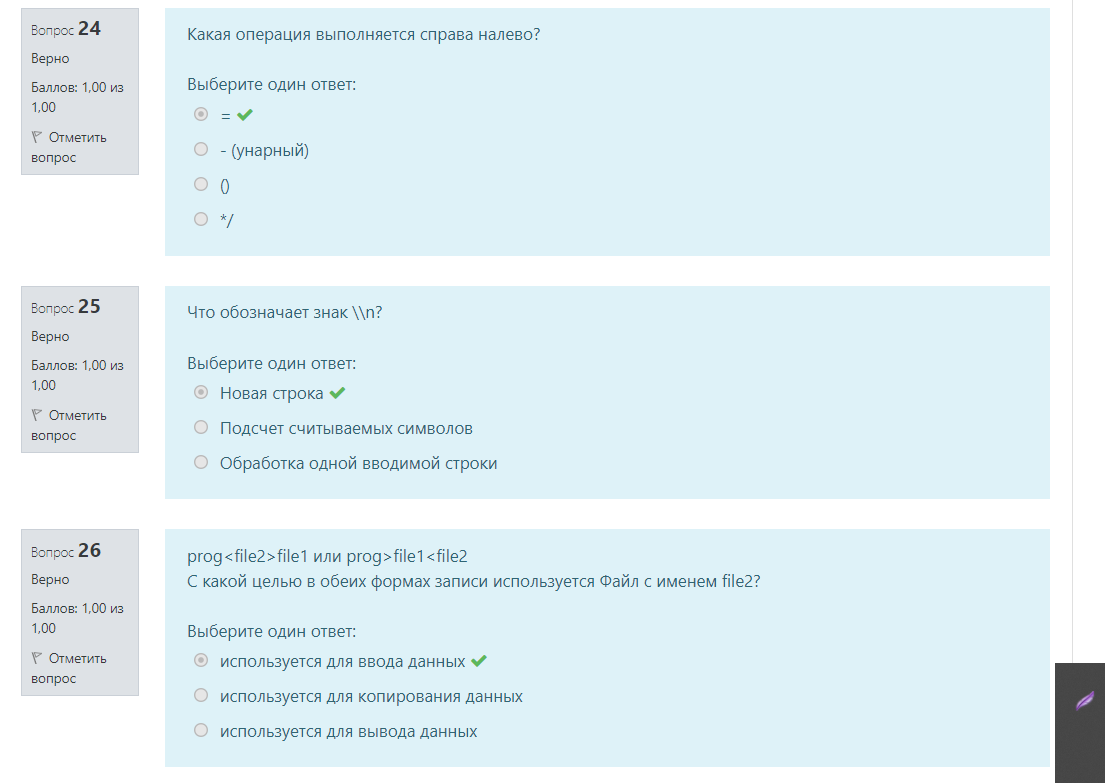 Вопрос 24
Верно
Баллов: 1,00 из
1,00
Отметить
вопрос
Какая операция выполняется справа налево?
Выберите один ответ:
=
- (унарный)
()
*/
Вопрос 25
Верно
Баллов: 1,00 из
1,00
Отметить
вопрос
Что обозначает знак \\n?
Выберите один ответ:
Новая строка
Подсчет считываемых символов
Обработка одной вводимой строки
Вопрос 26
Верно
Баллов: 1,00 из
1,00
Отметить
вопрос
prog<file2>file1 или prog>file1<file2
С какой целью в обеих формах записи используется Файл с именем file2?
Выберите один ответ:
используется для ввода данных
используется для копирования данных
используется для вывода данных